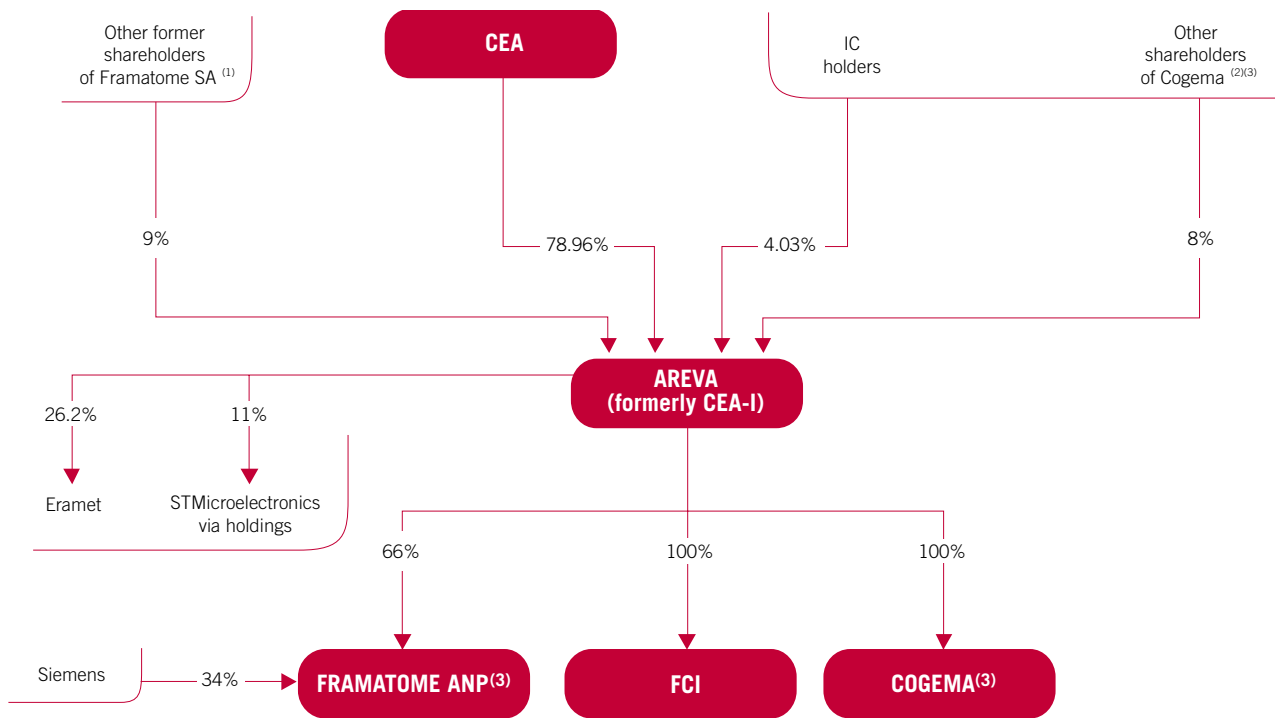 Other former
shareholders
of Framatome SA (1)
CEA
IC
holders
Other
shareholders
of Cogema (2)(3)
9%
78.96%
4.03%
8%
AREVA
(formerly CEA-I)
26.2%
11%
Eramet
STMicroelectronics
via holdings
66%
100%
100%
Siemens
34%
FRAMATOME ANP(3)
FCI
COGEMA(3)